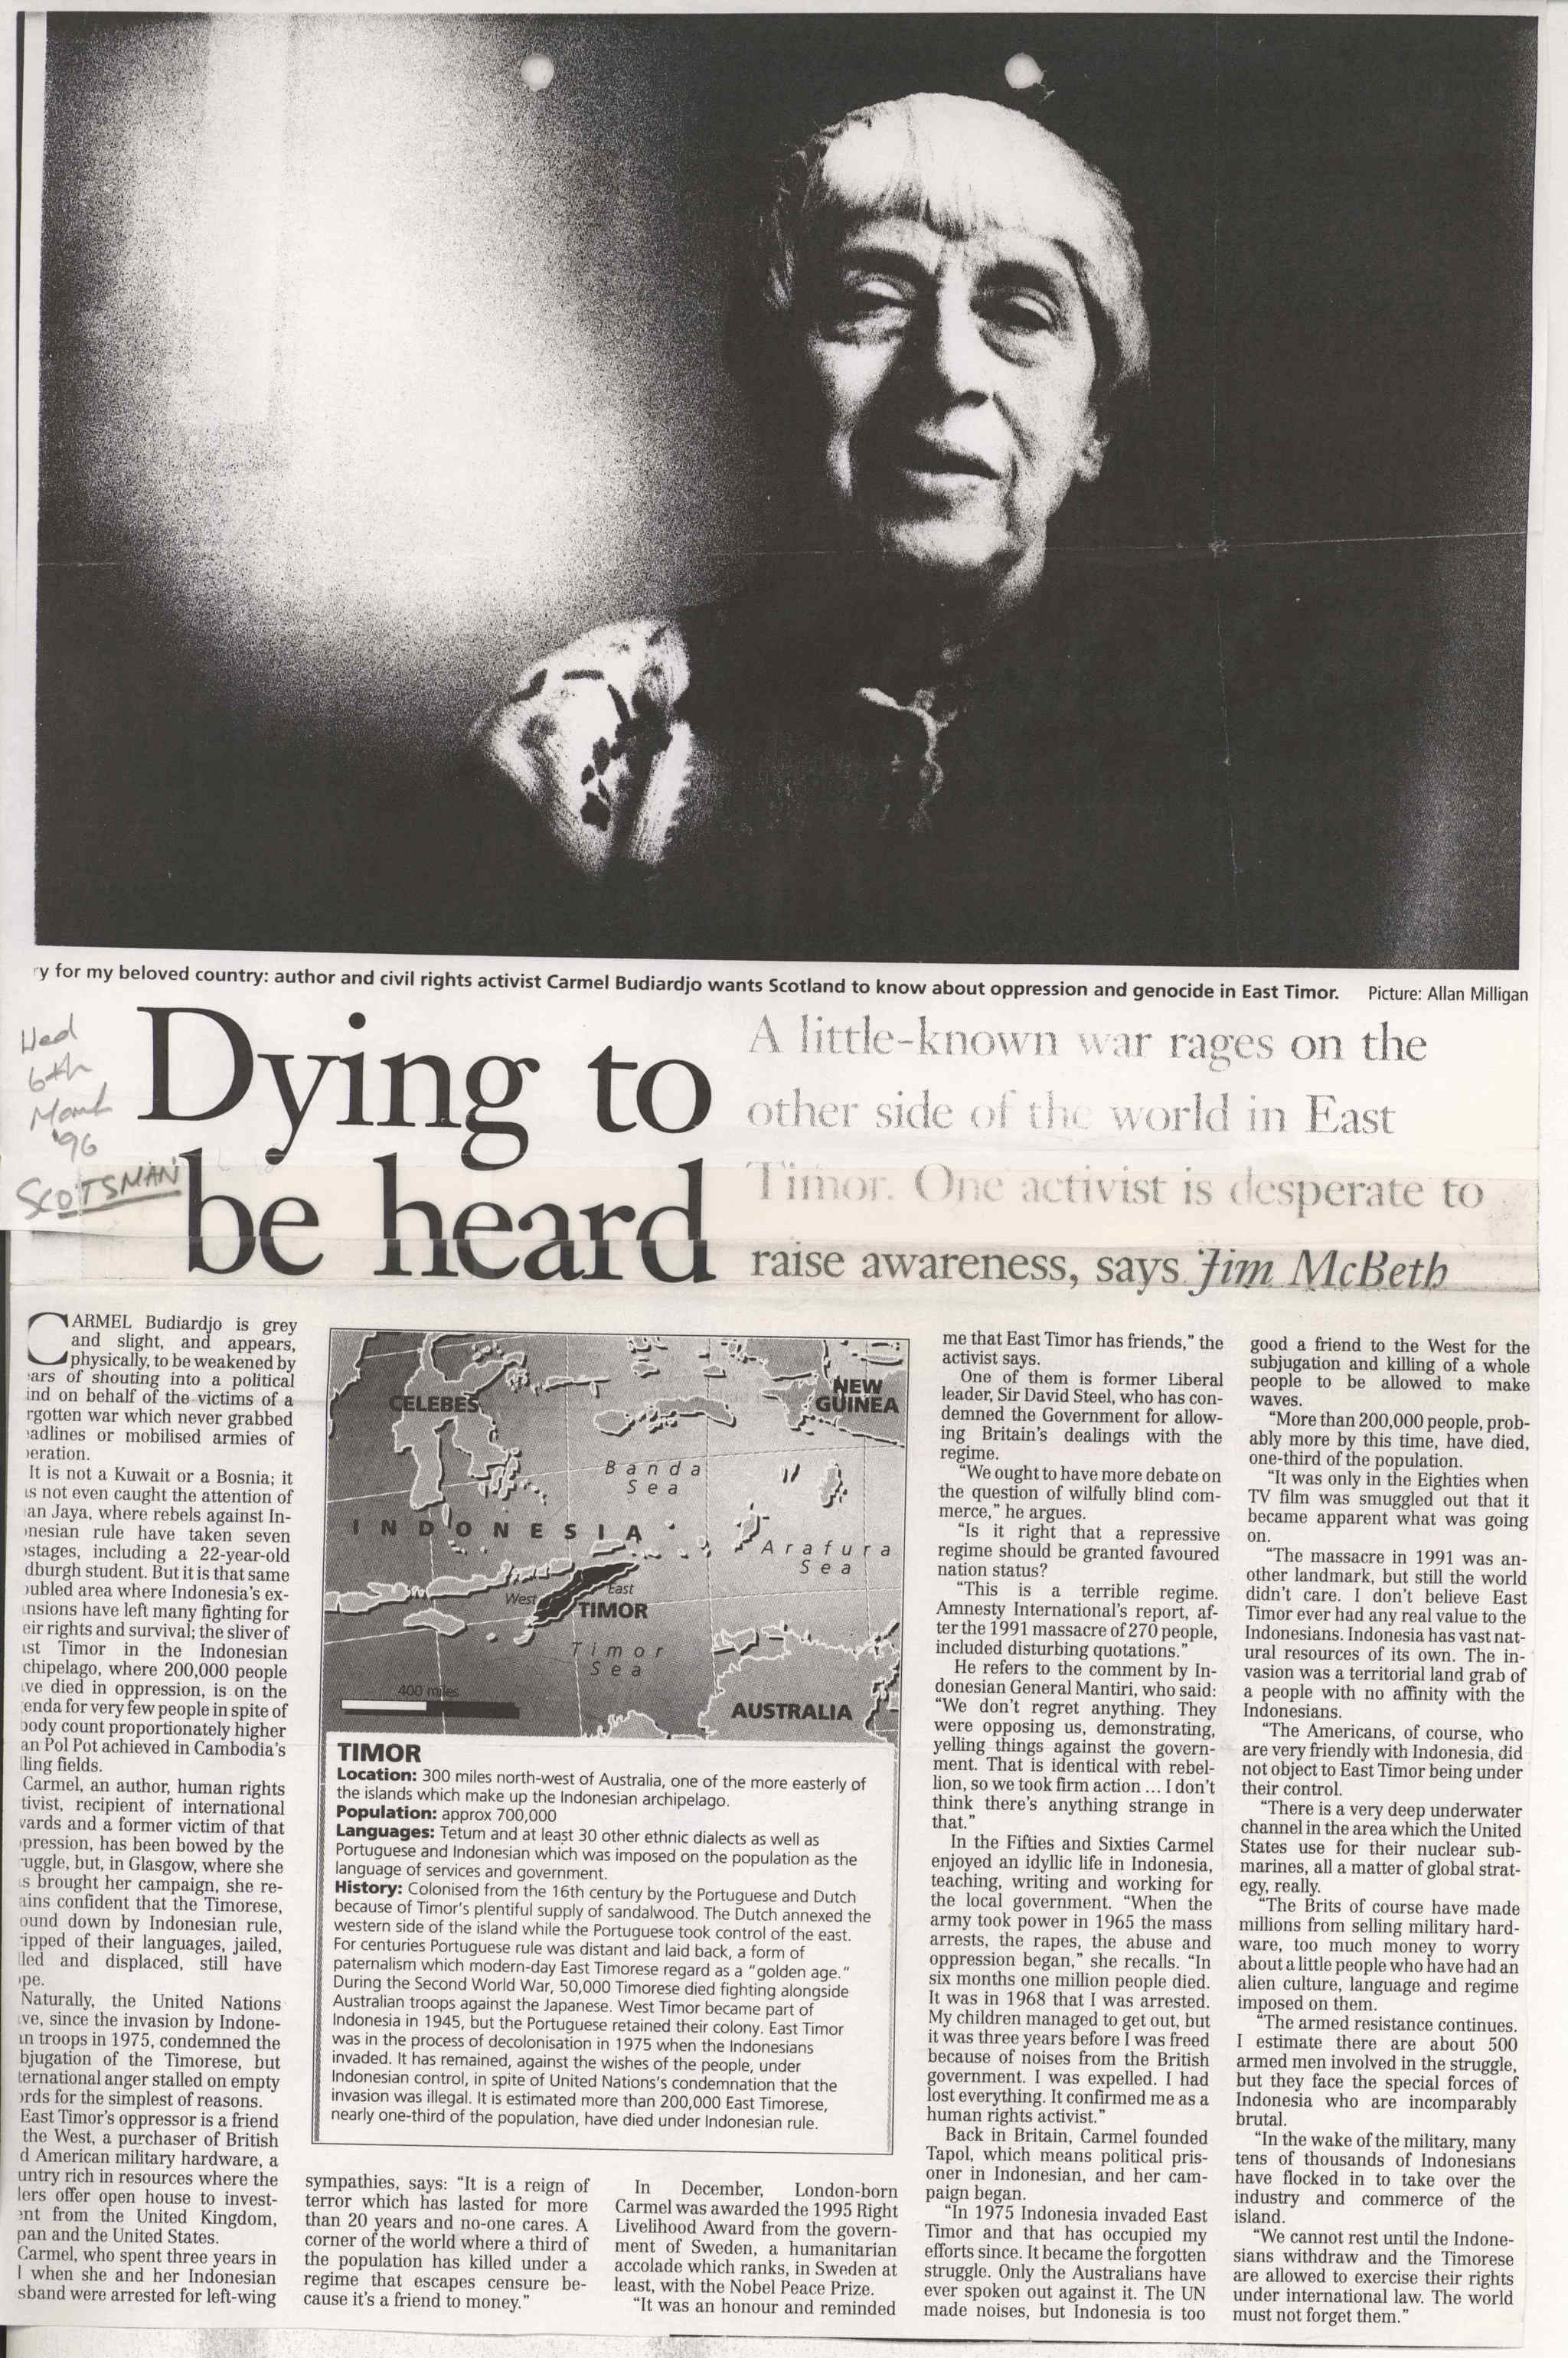 ry for my beloved country: author and civil rights activist Carmel Budiardjo wants Scotland to know about oppression and genocide in East Timor. Picture: Allan Milligan
Wed
6th
March
'96
SCOTSMAN
Dying to
be heard
A little-known war rages on the
other side of the world in East
Timor. One activist is desperate to
raise awareness, says Jim McBeth
CARMEL Budiardjo is grey
and slight, and appears,
physically, to be weakened by
ars of shouting into a political
ind on behalf of the victims of a
rgotten war which never grabbed
adlines or mobilised armies of
eration.
It is not a Kuwait or a Bosnia; it
s not even caught the attention of
an Jaya, where rebels against In-
nesian rule have taken seven
ostages, including a 22-year-old
dburgh student. But it is that same
oubled area where Indonesia's ex-
nsions have left many fighting for
eir rights and survival; the sliver of
st Timor in the Indonesian
chipelago, where 200,000 people
ve died in oppression, is on the
enda for very few people in spite of
body count proportionately higher
an Pol Pot achieved in Cambodia's
lling fields.
Carmel, an author, human rights
tivist, recipient of international
vards and a former victim of that
pression, has been bowed by the
ruggle, but, in Glasgow, where she
s brought her campaign, she re-
ains confident that the Timorese,
ound down by Indonesian rule,
ripped of their languages, jailed,
lled and displaced, still have
pe.
Naturally, the United Nations
ve, since the invasion by Indone-
n troops in 1975, condemned the
bjugation of the Timorese, but
ternational anger stalled on empty
ords for the simplest of reasons.
East Timor's oppressor is a friend
the West, a purchaser of British
d American military hardware, a
untry rich in resources where the
lers offer open house to invest-
ent from the United Kingdom,
pan and the United States.
Carmel, who spent three years in
l when she and her Indonesian
sband were arrested for left-wing
CELEBES
NEW
GUINEA
Banda
Sea
INDONESIA
Arafura
Sea
West
East
TIMOR
Timor
Sea
400 miles
AUSTRALIA
TIMOR
Location: 300 miles north-west of Australia, one of the more easterly of
the islands which make up the Indonesian archipelago.
Population: approx 700,000
Languages: Tetum and at least 30 other ethnic dialects as well as
Portuguese and Indonesian which was imposed on the population as the
language of services and government.
History: Colonised from the 16th century by the Portuguese and Dutch
because of Timor's plentiful supply of sandalwood. The Dutch annexed the
western side of the island while the Portuguese took control of the east.
For centuries Portuguese rule was distant and laid back, a form of
paternalism which modern-day East Timorese regard as a "golden age."
During the Second World War, 50,000 Timorese died fighting alongside
Australian troops against the Japanese. West Timor became part of
Indonesia in 1945, but the Portuguese retained their colony. East Timor
was in the process of decolonisation in 1975 when the Indonesians
invaded. It has remained, against the wishes of the people, under
Indonesian control, in spite of United Nations's condemnation that the
invasion was illegal. It is estimated more than 200,000 East Timorese,
nearly one-third of the population, have died under Indonesian rule.
sympathies, says: "It is a reign of
terror which has lasted for more
than 20 years and no-one cares. A
corner of the world where a third of
the population has killed under a
regime that escapes censure be-
cause it's a friend to money."
In December, London-born
Carmel was awarded the 1995 Right
Livelihood Award from the govern-
ment of Sweden, a humanitarian
accolade which ranks, in Sweden at
least, with the Nobel Peace Prize.
"It was an honour and reminded
me that East Timor has friends," the
activist says.
One of them is former Liberal
leader, Sir David Steel, who has con-
demned the Government for allow-
ing Britain's dealings with the
regime.
"We ought to have more debate on
the question of wilfully blind com-
merce," he argues.
"Is it right that a repressive
regime should be granted favoured
nation status?
"This is a terrible regime.
Amnesty International's report, af-
ter the 1991 massacre of 270 people,
included disturbing quotations."
He refers to the comment by In-
donesian General Mantiri, who said:
"We don't regret anything. They
were opposing us, demonstrating,
yelling things against the govern-
ment. That is identical with rebel-
lion, so we took firm action ... I don't
think there's anything strange in
that."
In the Fifties and Sixties Carmel
enjoyed an idyllic life in Indonesia,
teaching, writing and working for
the local government. "When the
army took power in 1965 the mass
arrests, the rapes, the abuse and
oppression began," she recalls. "In
six months one million people died.
It was in 1968 that I was arrested.
My children managed to get out, but
it was three years before I was freed
because of noises from the British
government. I was expelled. I had
lost everything. It confirmed me as a
human rights activist."
Back in Britain, Carmel founded
Tapol, which means political pris-
oner in Indonesian, and her cam-
paign began.
"In 1975 Indonesia invaded East
Timor and that has occupied my
efforts since. It became the forgotten
struggle. Only the Australians have
ever spoken out against it. The UN
made noises, but Indonesia is too
good a friend to the West for the
subjugation and killing of a whole
people to be allowed to make
waves.
"More than 200,000 people, prob-
ably more by this time, have died,
one-third of the population.
"It was only in the Eighties when
TV film was smuggled out that it
became apparent what was going
on.
"The massacre in 1991 was an-
other landmark, but still the world
didn't care. I don't believe East
Timor ever had any real value to the
Indonesians. Indonesia has vast nat-
ural resources of its own. The in-
vasion was a territorial land grab of
a people with no affinity with the
Indonesians.
"The Americans, of course, who
are very friendly with Indonesia, did
not object to East Timor being under
their control.
"There is a very deep underwater
channel in the area which the United
States use for their nuclear sub-
marines, all a matter of global strat-
egy, really.
"The Brits of course have made
millions from selling military hard-
ware, too much money to worry
about a little people who have had an
alien culture, language and regime
imposed on them.
"The armed resistance continues.
I estimate there are about 500
armed men involved in the struggle,
but they face the special forces of
Indonesia who are incomparably
brutal.
"In the wake of the military, many
tens of thousands of Indonesians
have flocked in to take over the
industry and commerce of the
island.
"We cannot rest until the Indone-
sians withdraw and the Timorese
are allowed to exercise their rights
under international law. The world
must not forget them."